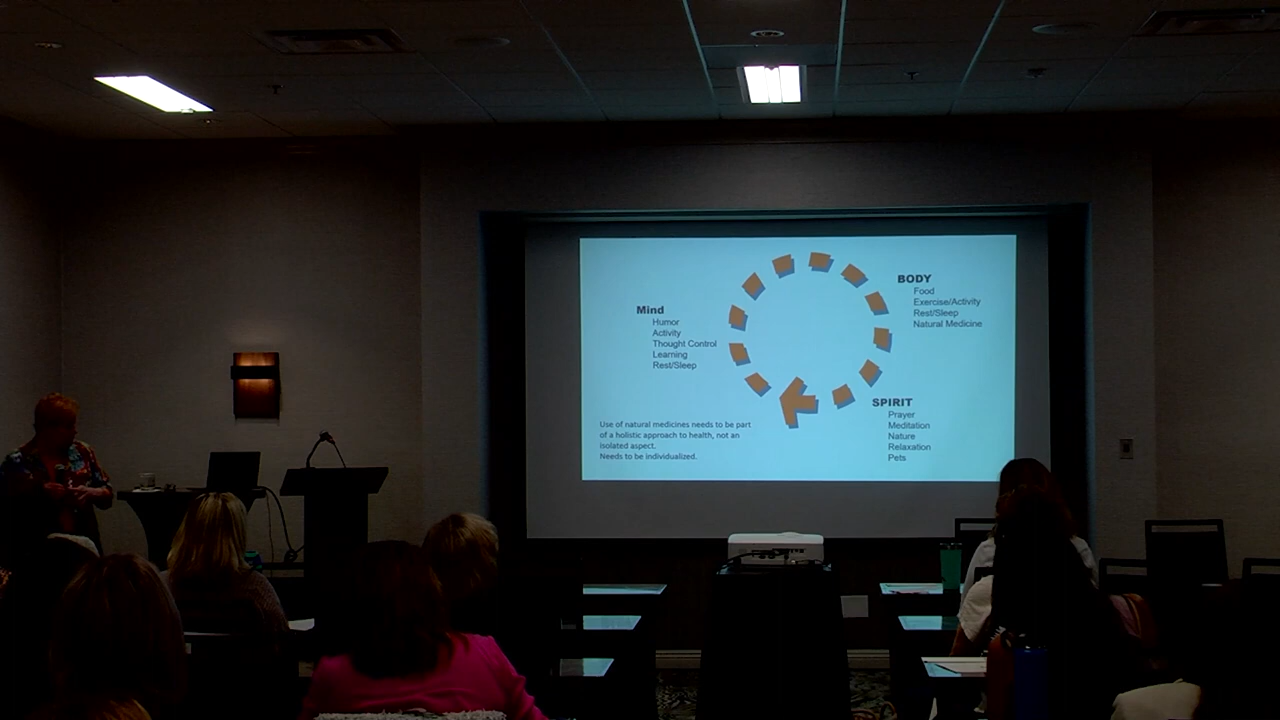 Mind
Humor
Activity
Thought Control
Learning
Rest/Sleep
BODY
Food
Exercise/Activity
Rest/Sleep
Natural Medicine
SPIRIT
Prayer
Meditation
Nature
Relaxation
Pets
Use of natural medicines needs to be part
of a holistic approach to health, not an
isolated aspect.
Needs to be individualized.